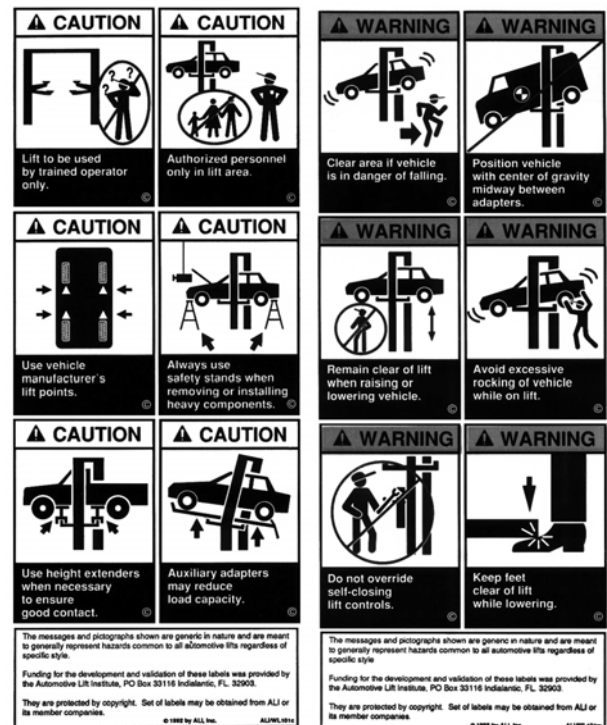 CAUTION
CAUTION
Lift to be used
by trained operator
only.
©
Authorized personnel
only in lift area.
©
CAUTION
CAUTION
Use vehicle
manufacturer's
lift points.
©
Always use
safety stands when
removing or installing
heavy components.
©
CAUTION
CAUTION
Use height extenders
when necessary
to ensure
good contact.
©
Auxiliary adapters
may reduce
load capacity.
©
The messages and pictographs shown are generic in nature and are meant
to generally represent hazards common to all automotive lifts regardless of
specific style.
Funding for the development and validation of these labels was provided by
the Automotive Lift Institute, PO Box 33116 Indialantic, FL. 32903.
They are protected by copyright. Set of labels may be obtained from ALI or
its member companies.
© 1992 by ALI, Inc.
ALI/WL101c
WARNING
WARNING
Clear area if vehicle
is in danger of falling.
©
Position vehicle
with center of gravity
midway between
adapters.
©
WARNING
WARNING
Remain clear of lift
when raising or
lowering vehicle.
©
Avoid excessive
rocking of vehicle
while on lift.
©
WARNING
WARNING
Do not override
self-closing
lift controls.
©
Keep feet
clear of lift
while lowering.
©
The messages and pictographs shown are generic in nature and are meant
to generally represent hazards common to all automotive lifts regardless of
specific style
Funding for the development and validation of these labels was provided by
the Automotive Lift Institute, PO Box 33116 Indialantic, FL 32903.
They are protected by copyright. Set of labels may be obtained from ALI or
its member companies.